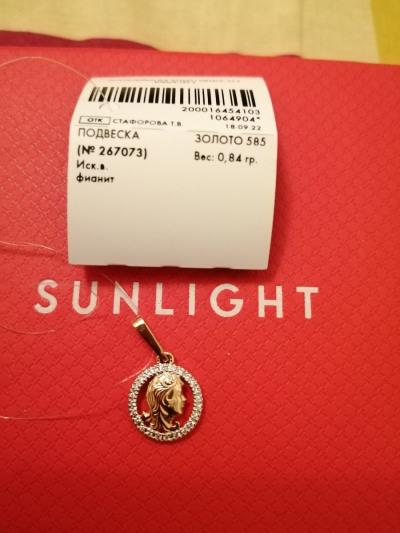 200016454103
1064904*
ОТК СТАФОРОВА Т.В. 18.09.22
ПОДВЕСКА ЗОЛОТО 585
(№ 267073) Вес: 0,84 гр.
Иск.в.
фианит
SUNLIGHT